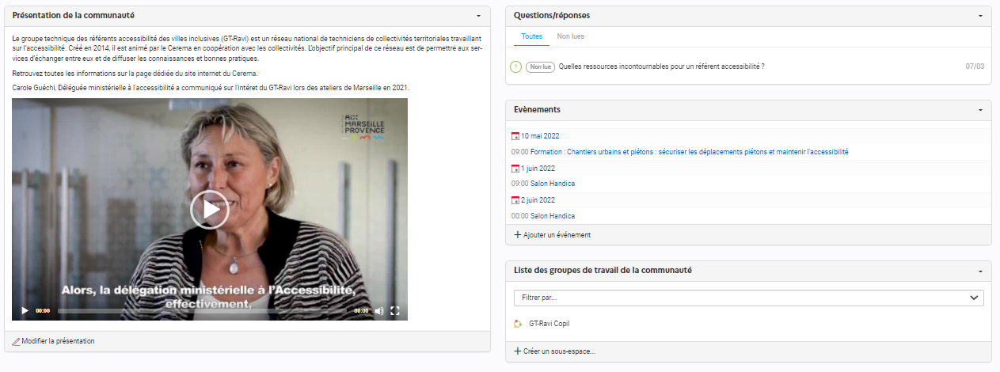 Présentation de la communauté
Le groupe technique des référents accessibilité des villes inclusives (GT-Ravi) est un réseau national de techniciens de collectivités territoriales travaillant
sur l'accessibilité. Créé en 2014, il est animé par le Cerema en coopération avec les collectivités. L'objectif principal de ce réseau est de permettre aux ser-
vices d'échanger entre eux et de diffuser les connaissances et bonnes pratiques.
Retrouvez toutes les informations sur la page dédiée du site internet du Cerema.
Carole Guéchi, Déléguée ministérielle à l'accessibilité a communiqué sur l'intéret du GT-Ravi lors des ateliers de Marseille en 2021.
AIX
MARSEILLE
PROVENCE
Alors, la délégation ministérielle à l'Accessibilité,
effectivement,
00:00 00:00
Modifier la présentation
Questions/réponses
Toutes Non lues
? Non lue Quelles ressources incontournables pour un référent accessibilité ? 07/03
Evènements
10 mai 2022
09:00 Formation : Chantiers urbains et piétons : sécuriser les déplacements piétons et maintenir l'accessibilité
1 juin 2022
09:00 Salon Handica
2 juin 2022
00:00 Salon Handica
+ Ajouter un événement
Liste des groupes de travail de la communauté
Filtrer par...
GT-Ravi Copil
+ Créer un sous-espace...